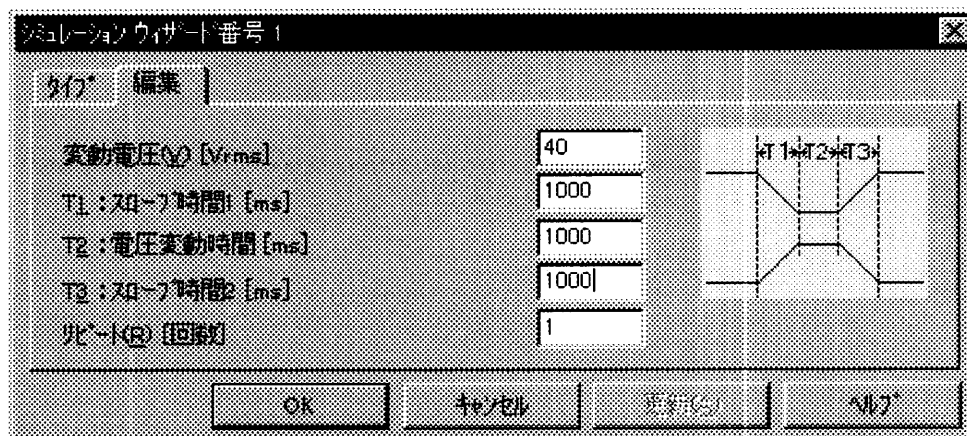 シミュレーション ウィザード番号 1
タイプ 編集
変動電圧(V) [Vrms] 40
T1 : スロープ時間1 [ms] 1000
T2 : 電圧変動時間 [ms] 1000
T3 : スロープ時間2 [ms] 1000
リピート(R) [回数] 1
T1 T2 T3
OK キャンセル 更新(A) ヘルプ